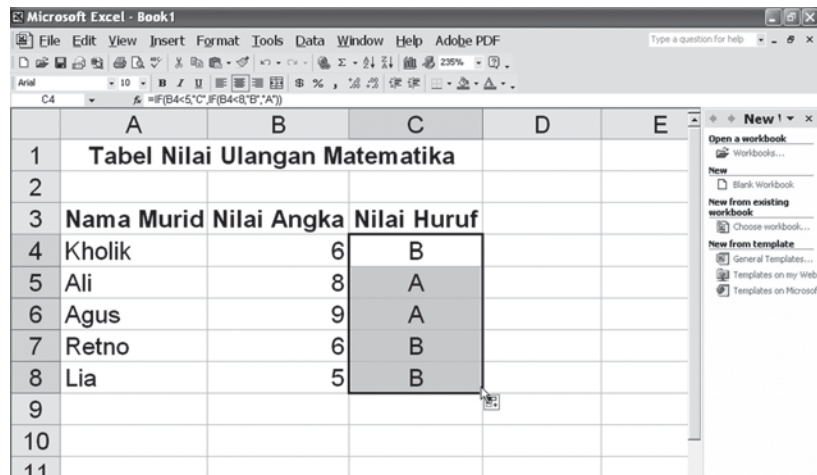 Microsoft Excel - Book1
File Edit View Insert Format Tools Data Window Help Adobe PDF Type a question for help
235%
Arial 10 B I U $ % ,
C4 fx =IF(B4<5,"C",IF(B4<8,"B","A"))
A B C D E
1 Tabel Nilai Ulangan Matematika
2
3 Nama Murid Nilai Angka Nilai Huruf
4 Kholik 6 B
5 Ali 8 A
6 Agus 9 A
7 Retno 6 B
8 Lia 5 B
9
10
11
New
Open a workbook
Workbooks...
New
Blank Workbook
New from existing
workbook
Choose workbook...
New from template
General Templates...
Templates on my Web
Templates on Microsof